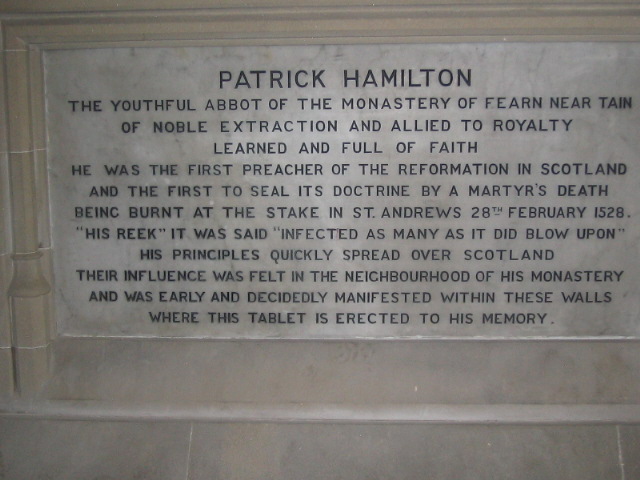 PATRICK HAMILTON
THE YOUTHFUL ABBOT OF THE MONASTERY OF FEARN NEAR TAIN
OF NOBLE EXTRACTION AND ALLIED TO ROYALTY
LEARNED AND FULL OF FAITH
HE WAS THE FIRST PREACHER OF THE REFORMATION IN SCOTLAND
AND THE FIRST TO SEAL ITS DOCTRINE BY A MARTYR'S DEATH
BEING BURNT AT THE STAKE IN ST. ANDREWS 28TH FEBRUARY 1528.
"HIS REEK" IT WAS SAID "INFECTED AS MANY AS IT DID BLOW UPON"
HIS PRINCIPLES QUICKLY SPREAD OVER SCOTLAND
THEIR INFLUENCE WAS FELT IN THE NEIGHBOURHOOD OF HIS MONASTERY
AND WAS EARLY AND DECIDEDLY MANIFESTED WITHIN THESE WALLS
WHERE THIS TABLET IS ERECTED TO HIS MEMORY.